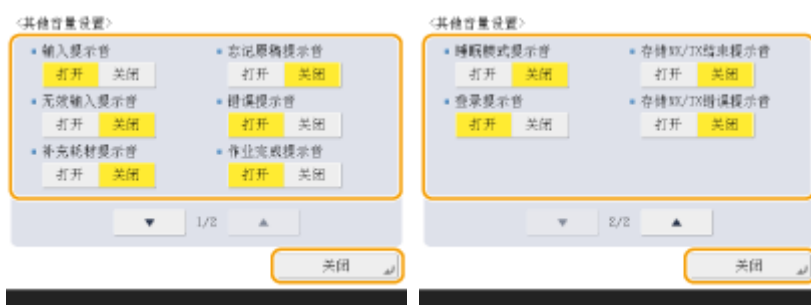 <其他音量设置>
输入提示音
忘记原稿提示音
打开 关闭
打开 关闭
无效输入提示音
错误提示音
打开 关闭
打开 关闭
补充耗材提示音
作业完成提示音
打开 关闭
打开 关闭
1/2
关闭
<其他音量设置>
睡眠模式提示音
存储RX/TX结束提示音
打开 关闭
打开 关闭
登录提示音
存储RX/TX错误提示音
打开 关闭
打开 关闭
2/2
关闭